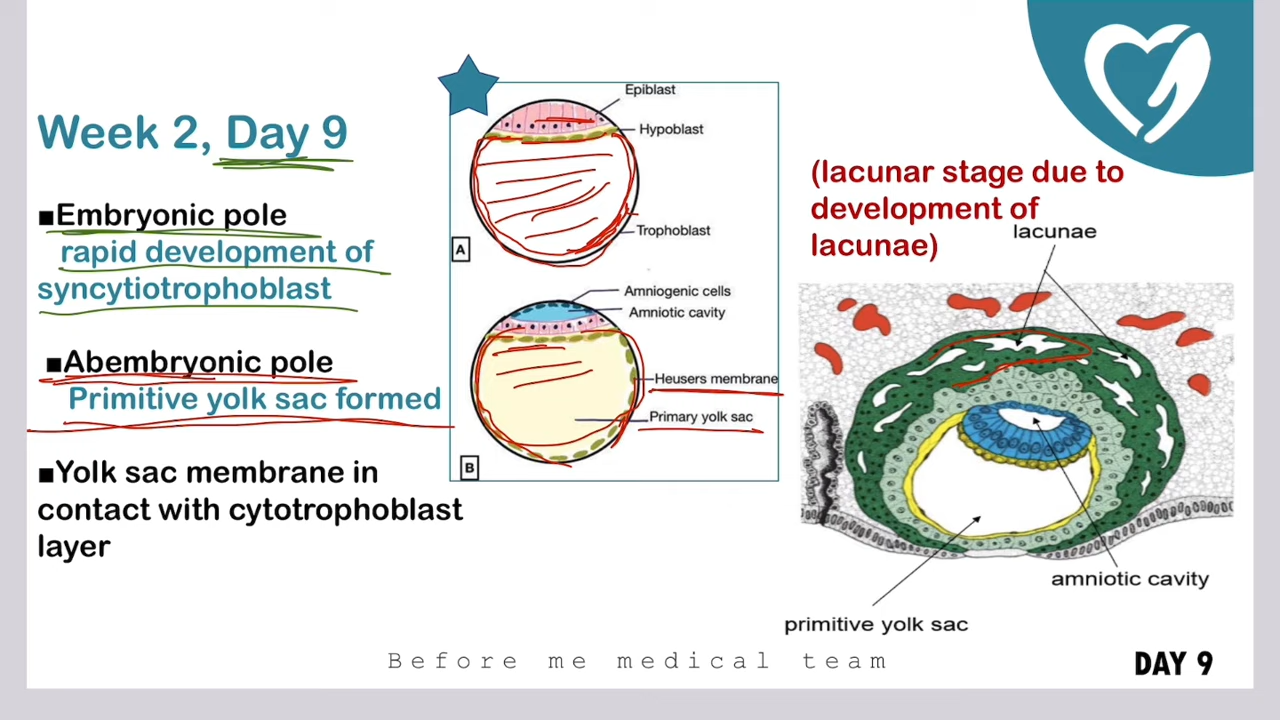 Week 2, Day 9
■Embryonic pole
rapid development of
syncytiotrophoblast
■Abembryonic pole
Primitive yolk sac formed
■Yolk sac membrane in
contact with cytotrophoblast
layer
Epiblast
Hypoblast
Trophoblast
A
Amniogenic cells
Amniotic cavity
Heusers membrane
Primary yolk sac
B
(lacunar stage due to
development of
lacunae)
lacunae
amniotic cavity
primitive yolk sac
Before me medical team
DAY 9